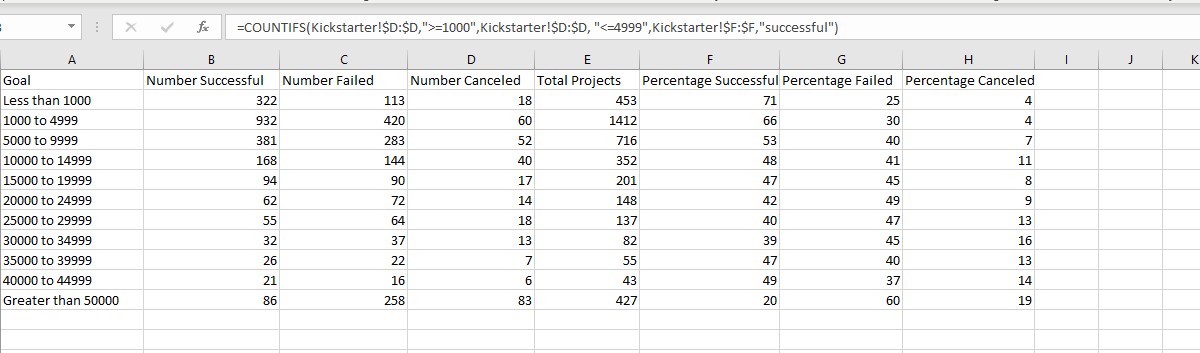 =COUNTIFS(Kickstarter!$D:$D,">=1000",Kickstarter!$D:$D, "<=4999",Kickstarter!$F:$F,"successful")
A B C D E F G H I J K
Goal Number Successful Number Failed Number Canceled Total Projects Percentage Successful Percentage Failed Percentage Canceled
Less than 1000 322 113 18 453 71 25 4
1000 to 4999 932 420 60 1412 66 30 4
5000 to 9999 381 283 52 716 53 40 7
10000 to 14999 168 144 40 352 48 41 11
15000 to 19999 94 90 17 201 47 45 8
20000 to 24999 62 72 14 148 42 49 9
25000 to 29999 55 64 18 137 40 47 13
30000 to 34999 32 37 13 82 39 45 16
35000 to 39999 26 22 7 55 47 40 13
40000 to 44999 21 16 6 43 49 37 14
Greater than 50000 86 258 83 427 20 60 19